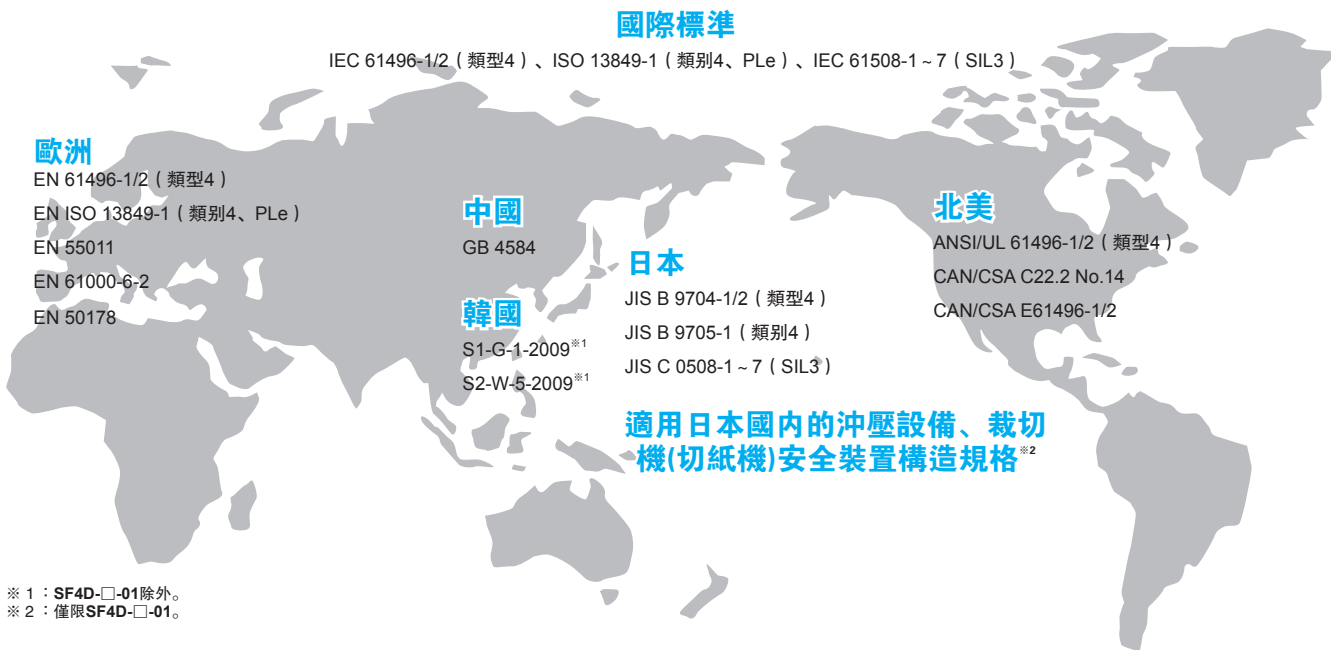 國際標準
IEC 61496-1/2（類型4）、ISO 13849-1（類別4、PLe）、IEC 61508-1 ~ 7（SIL3）
歐洲
EN 61496-1/2（類型4）
EN ISO 13849-1（類別4、PLe）
EN 55011
EN 61000-6-2
EN 50178
中國
GB 4584
韓國
S1-G-1-2009※1
S2-W-5-2009※1
日本
JIS B 9704-1/2（類型4）
JIS B 9705-1（類別4）
JIS C 0508-1 ~ 7（SIL3）
適用日本國内的沖壓設備、裁切
機(切紙機)安全裝置構造規格※2
北美
ANSI/UL 61496-1/2（類型4）
CAN/CSA C22.2 No.14
CAN/CSA E61496-1/2
※ 1：SF4D-□-01除外。
※ 2：僅限SF4D-□-01。